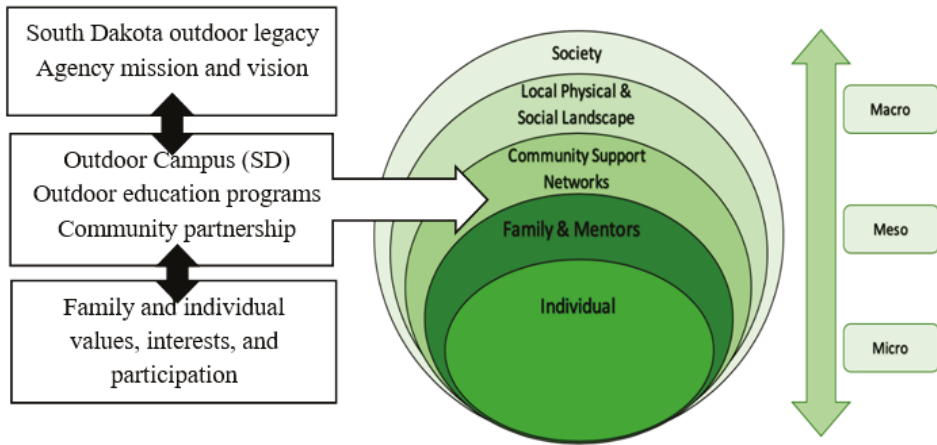 South Dakota outdoor legacy
Agency mission and vision
Outdoor Campus (SD)
Outdoor education programs
Community partnership
Family and individual
values, interests, and
participation
Society
Local Physical &
Social Landscape
Community Support
Networks
Family & Mentors
Individual
Macro
Meso
Micro